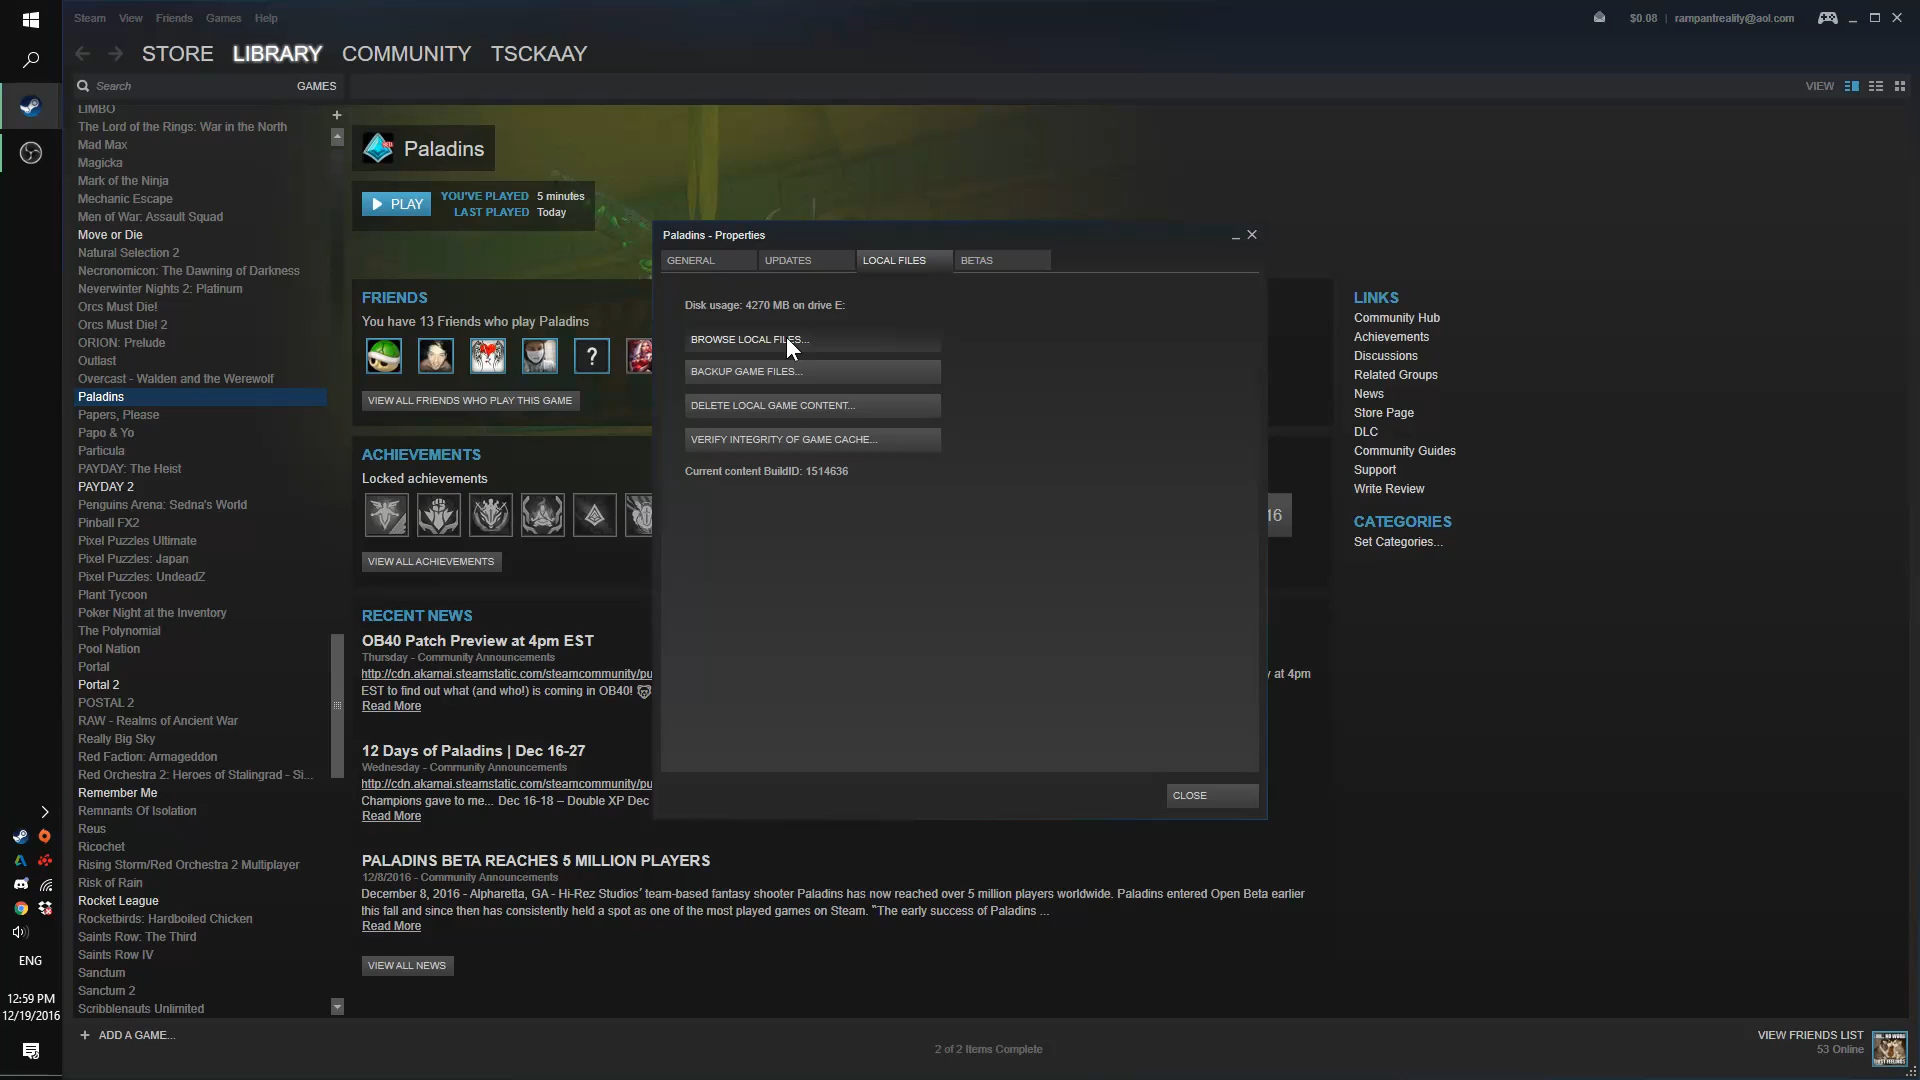 Steam View Friends Games Help
$0.08 | rampantreality@aol.com
STORE LIBRARY COMMUNITY TSCKAAY
Search GAMES
VIEW
LIMBO
The Lord of the Rings: War in the North
Mad Max
Magicka
Mark of the Ninja
Mechanic Escape
Men of War: Assault Squad
Move or Die
Natural Selection 2
Necronomicon: The Dawning of Darkness
Neverwinter Nights 2: Platinum
Orcs Must Die!
Orcs Must Die! 2
ORION: Prelude
Outlast
Overcast - Walden and the Werewolf
Paladins
Papers, Please
Papo & Yo
Particula
PAYDAY: The Heist
PAYDAY 2
Penguins Arena: Sedna's World
Pinball FX2
Pixel Puzzles Ultimate
Pixel Puzzles: Japan
Pixel Puzzles: UndeadZ
Plant Tycoon
Poker Night at the Inventory
The Polynomial
Pool Nation
Portal
Portal 2
POSTAL 2
RAW - Realms of Ancient War
Really Big Sky
Red Faction: Armageddon
Red Orchestra 2: Heroes of Stalingrad - Si...
Remember Me
Remnants Of Isolation
Reus
Ricochet
Rising Storm/Red Orchestra 2 Multiplayer
Risk of Rain
Rocket League
Rocketbirds: Hardboiled Chicken
Saints Row: The Third
Saints Row IV
Sanctum
Sanctum 2
Scribblenauts Unlimited
+ ADD A GAME...
Paladins
PLAY
YOU'VE PLAYED 5 minutes
LAST PLAYED Today
FRIENDS
You have 13 Friends who play Paladins
?
VIEW ALL FRIENDS WHO PLAY THIS GAME
ACHIEVEMENTS
Locked achievements
16
VIEW ALL ACHIEVEMENTS
RECENT NEWS
OB40 Patch Preview at 4pm EST
Thursday - Community Announcements
http://cdn.akamai.steamstatic.com/steamcommunity/pu
y at 4pm
EST to find out what (and who!) is coming in OB40!
Read More
12 Days of Paladins | Dec 16-27
Wednesday - Community Announcements
http://cdn.akamai.steamstatic.com/steamcommunity/pu
Champions gave to me... Dec 16-18 – Double XP Dec
Read More
PALADINS BETA REACHES 5 MILLION PLAYERS
12/8/2016 - Community Announcements
December 8, 2016 - Alpharetta, GA - Hi-Rez Studios' team-based fantasy shooter Paladins has now reached over 5 million players worldwide. Paladins entered Open Beta earlier
this fall and since then has consistently held a spot as one of the most played games on Steam. "The early success of Paladins ...
Read More
VIEW ALL NEWS
Paladins - Properties
GENERAL UPDATES LOCAL FILES BETAS
Disk usage: 4270 MB on drive E:
BROWSE LOCAL FILES...
BACKUP GAME FILES...
DELETE LOCAL GAME CONTENT...
VERIFY INTEGRITY OF GAME CACHE...
Current content BuildID: 1514636
CLOSE
LINKS
Community Hub
Achievements
Discussions
Related Groups
News
Store Page
DLC
Community Guides
Support
Write Review
CATEGORIES
Set Categories...
2 of 2 Items Complete
VIEW FRIENDS LIST
53 Online
ENG
12:59 PM
12/19/2016